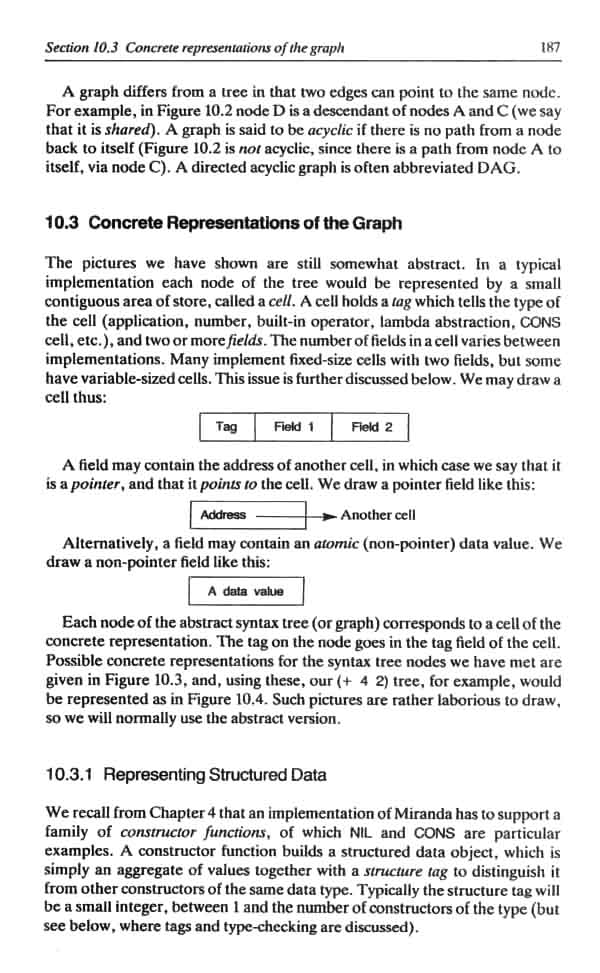 Section 10.3 Concrete representations of the graph 187
A graph differs from a tree in that two edges can point to the same node.
For example, in Figure 10.2 node D is a descendant of nodes A and C (we say
that it is shared). A graph is said to be acyclic if there is no path from a node
back to itself (Figure 10.2 is not acyclic, since there is a path from node A to
itself, via node C). A directed acyclic graph is often abbreviated DAG.
10.3 Concrete Representations of the Graph
The pictures we have shown are still somewhat abstract. In a typical
implementation each node of the tree would be represented by a small
contiguous area of store, called a cell. A cell holds a tag which tells the type of
the cell (application, number, built-in operator, lambda abstraction, CONS
cell, etc.), and two or more fields. The number of fields in a cell varies between
implementations. Many implement fixed-size cells with two fields, but some
have variable-sized cells. This issue is further discussed below. We may draw a
cell thus:
Tag Field 1 Field 2
A field may contain the address of another cell, in which case we say that it
is a pointer, and that it points to the cell. We draw a pointer field like this:
Address Another cell
Alternatively, a field may contain an atomic (non-pointer) data value. We
draw a non-pointer field like this:
A data value
Each node of the abstract syntax tree (or graph) corresponds to a cell of the
concrete representation. The tag on the node goes in the tag field of the cell.
Possible concrete representations for the syntax tree nodes we have met are
given in Figure 10.3, and, using these, our (+ 4 2) tree, for example, would
be represented as in Figure 10.4. Such pictures are rather laborious to draw,
so we will normally use the abstract version.
10.3.1 Representing Structured Data
We recall from Chapter 4 that an implementation of Miranda has to support a
family of constructor functions, of which NIL and CONS are particular
examples. A constructor function builds a structured data object, which is
simply an aggregate of values together with a structure tag to distinguish it
from other constructors of the same data type. Typically the structure tag will
be a small integer, between 1 and the number of constructors of the type (but
see below, where tags and type-checking are discussed).